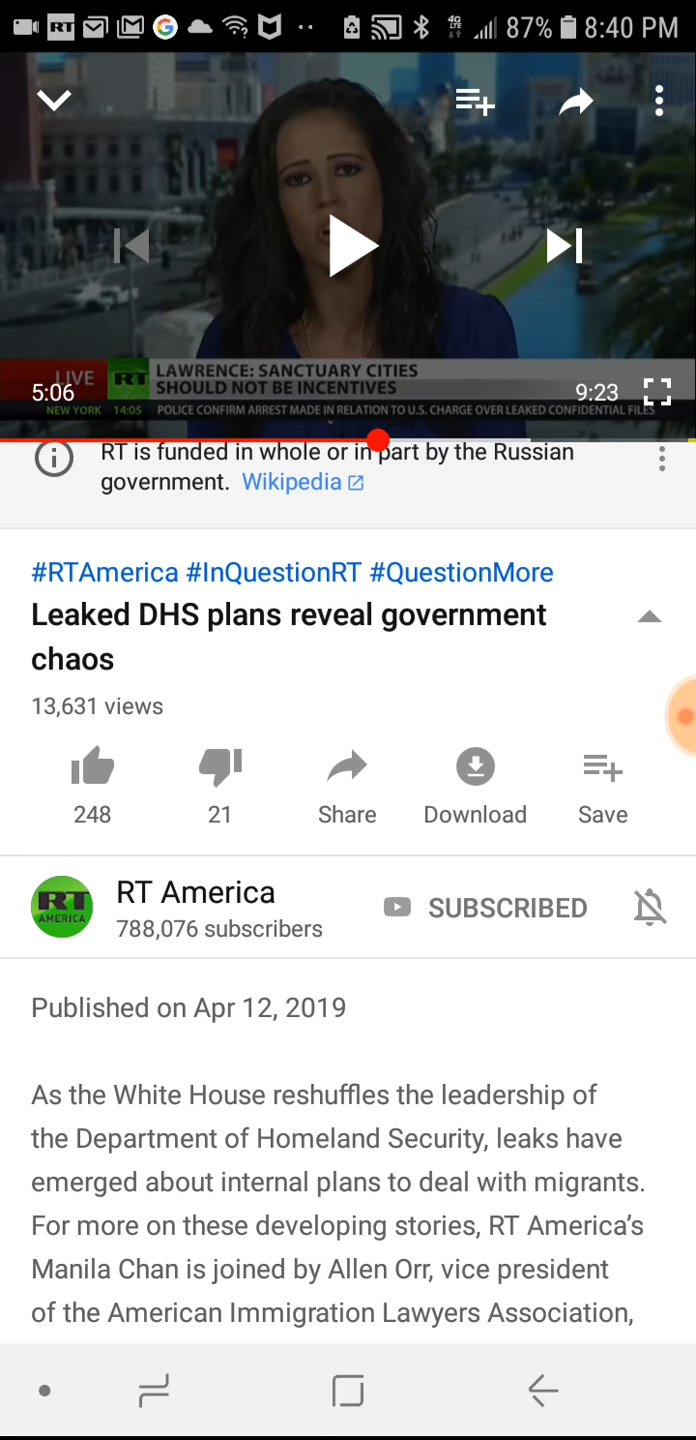 RT 4G LTE 87% 8:40 PM
LIVE RT LAWRENCE: SANCTUARY CITIES
SHOULD NOT BE INCENTIVES
5:06 9:23
NEW YORK 14:05 POLICE CONFIRM ARREST MADE IN RELATION TO U.S. CHARGE OVER LEAKED CONFIDENTIAL FILES
RT is funded in whole or in part by the Russian
government. Wikipedia
#RTAmerica #InQuestionRT #QuestionMore
Leaked DHS plans reveal government
chaos
13,631 views
248 21 Share Download Save
RT AMERICA
RT America
SUBSCRIBED
788,076 subscribers
Published on Apr 12, 2019
As the White House reshuffles the leadership of
the Department of Homeland Security, leaks have
emerged about internal plans to deal with migrants.
For more on these developing stories, RT America’s
Manila Chan is joined by Allen Orr, vice president
of the American Immigration Lawyers Association,